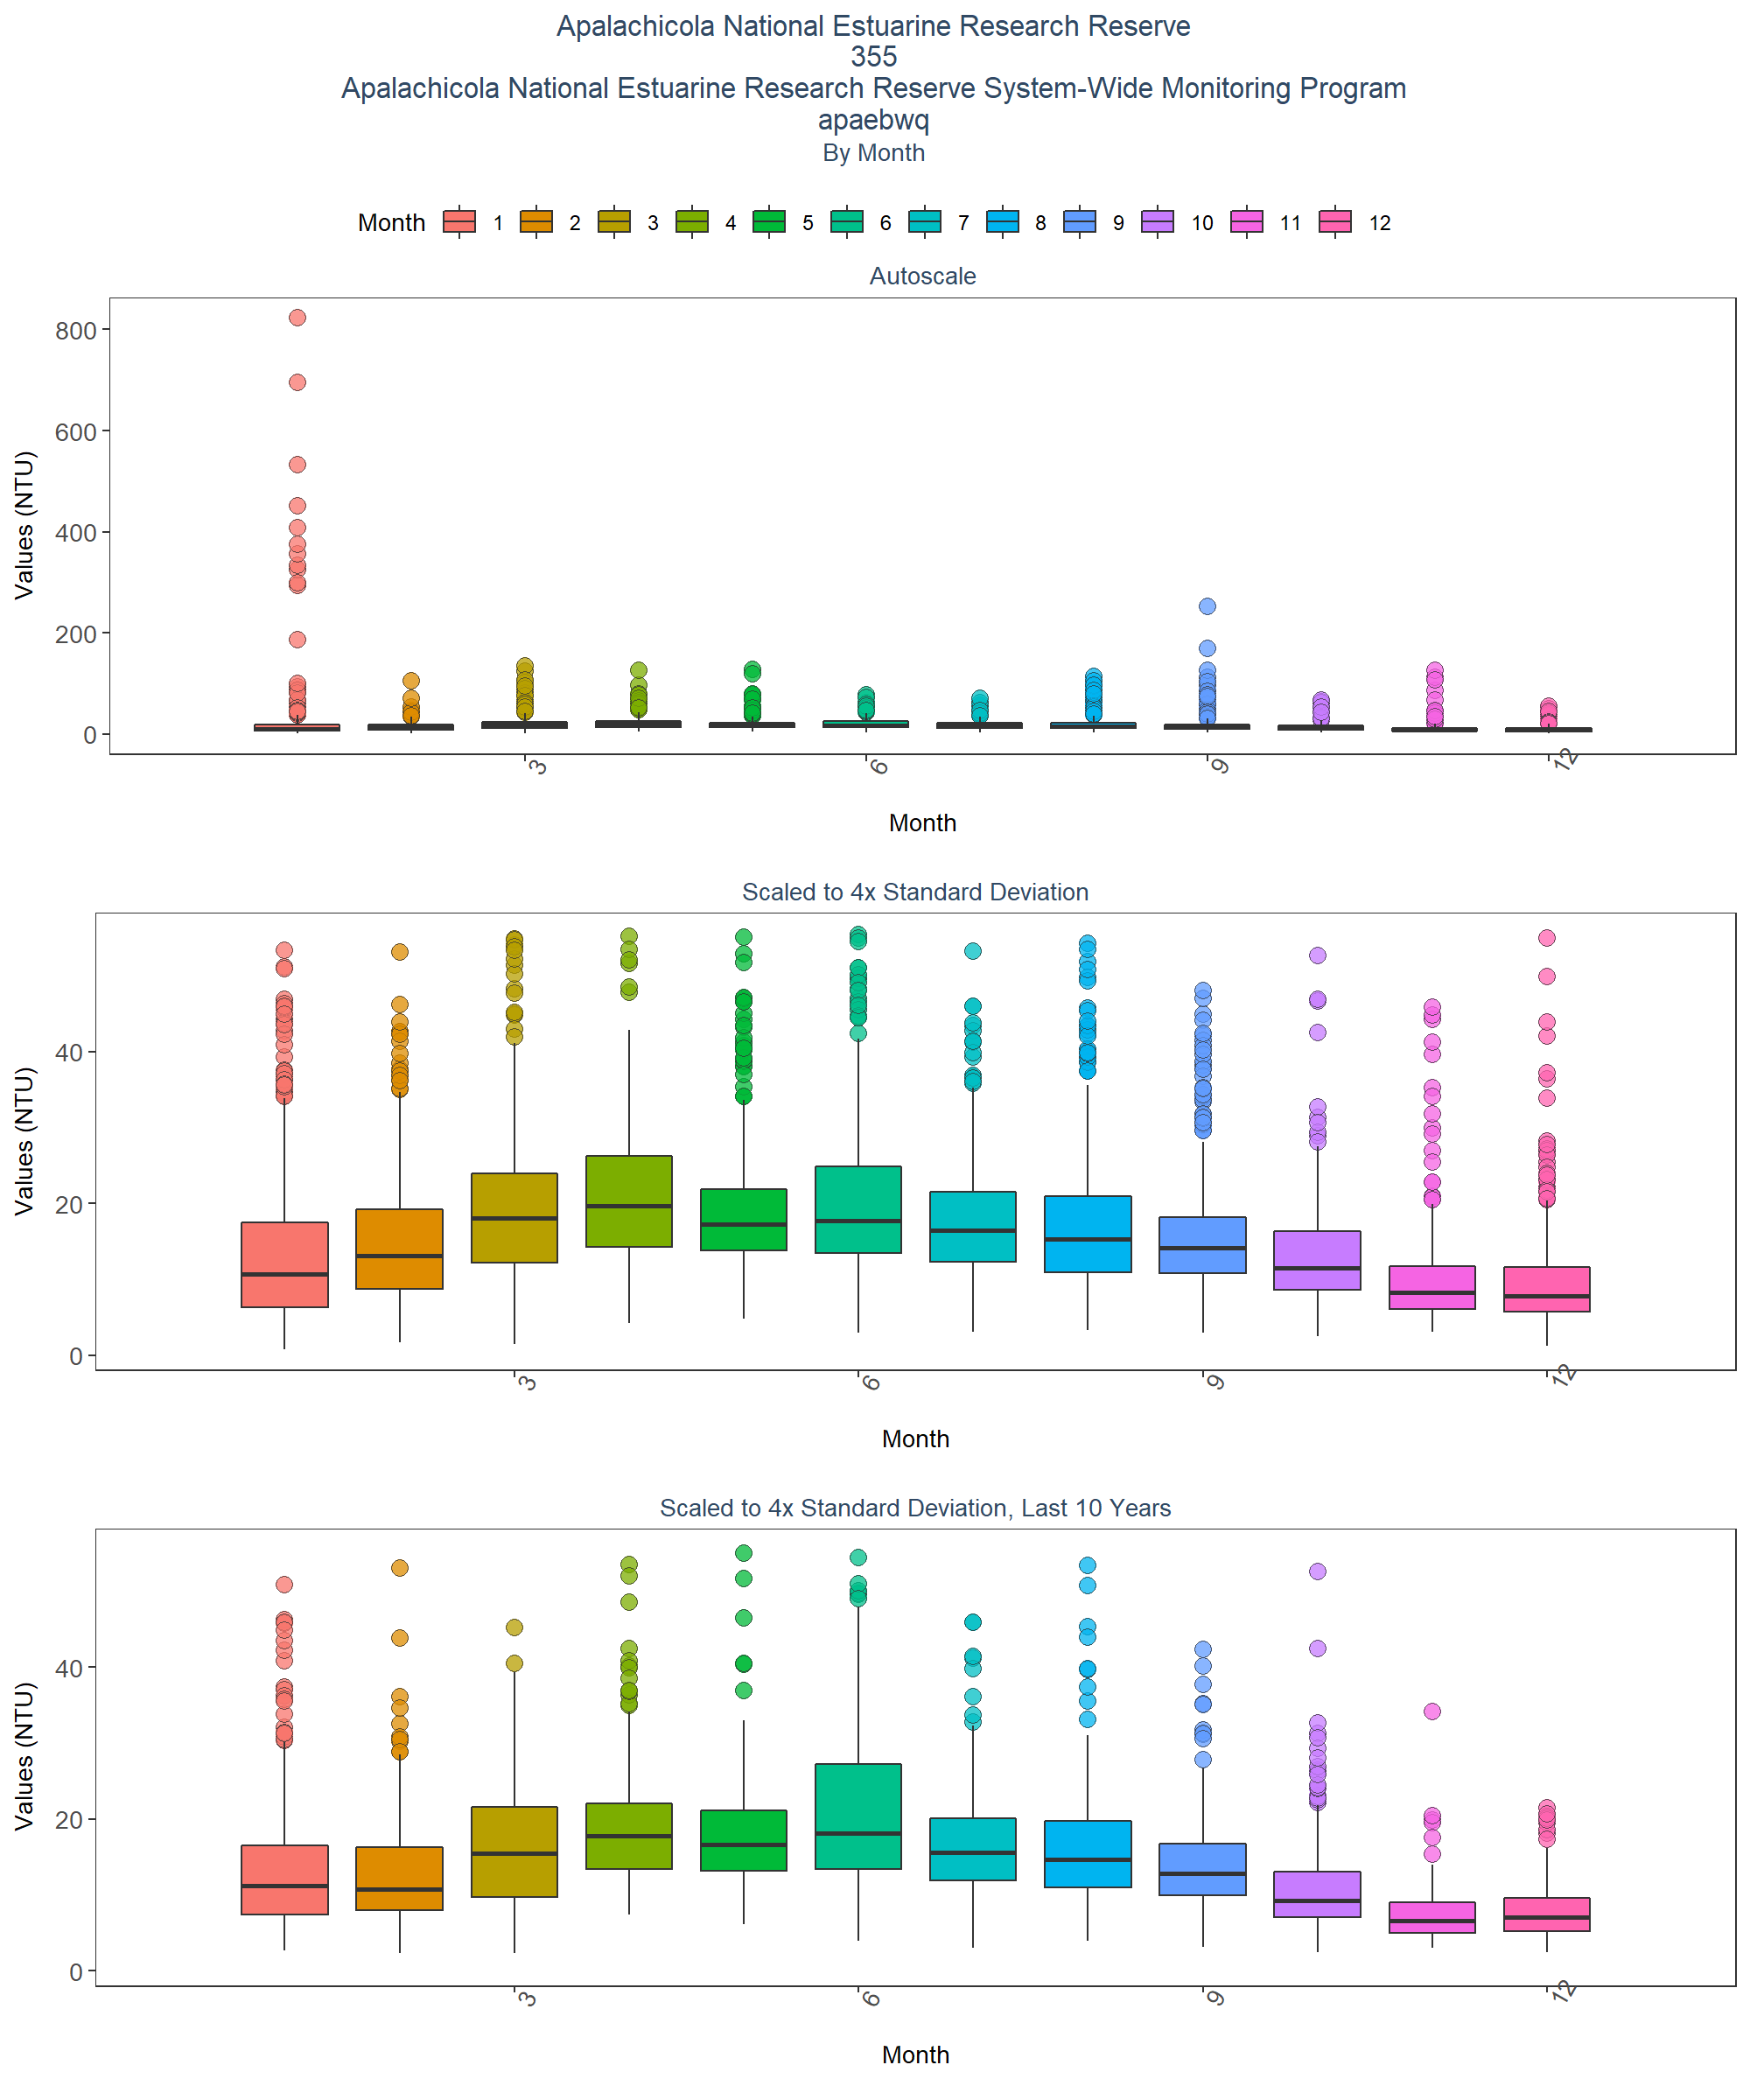 Apalachicola National Estuarine Research Reserve
355
Apalachicola National Estuarine Research Reserve System-Wide Monitoring Program
apaebwq
By Month
Month 1 2 3 4 5 6 7 8 9 10 11 12
Autoscale
Values (NTU)
800
600
400
200
0
3 6 9 12
Month
Scaled to 4x Standard Deviation
Values (NTU)
40
20
0
3 6 9 12
Month
Scaled to 4x Standard Deviation, Last 10 Years
Values (NTU)
40
20
0
3 6 9 12
Month